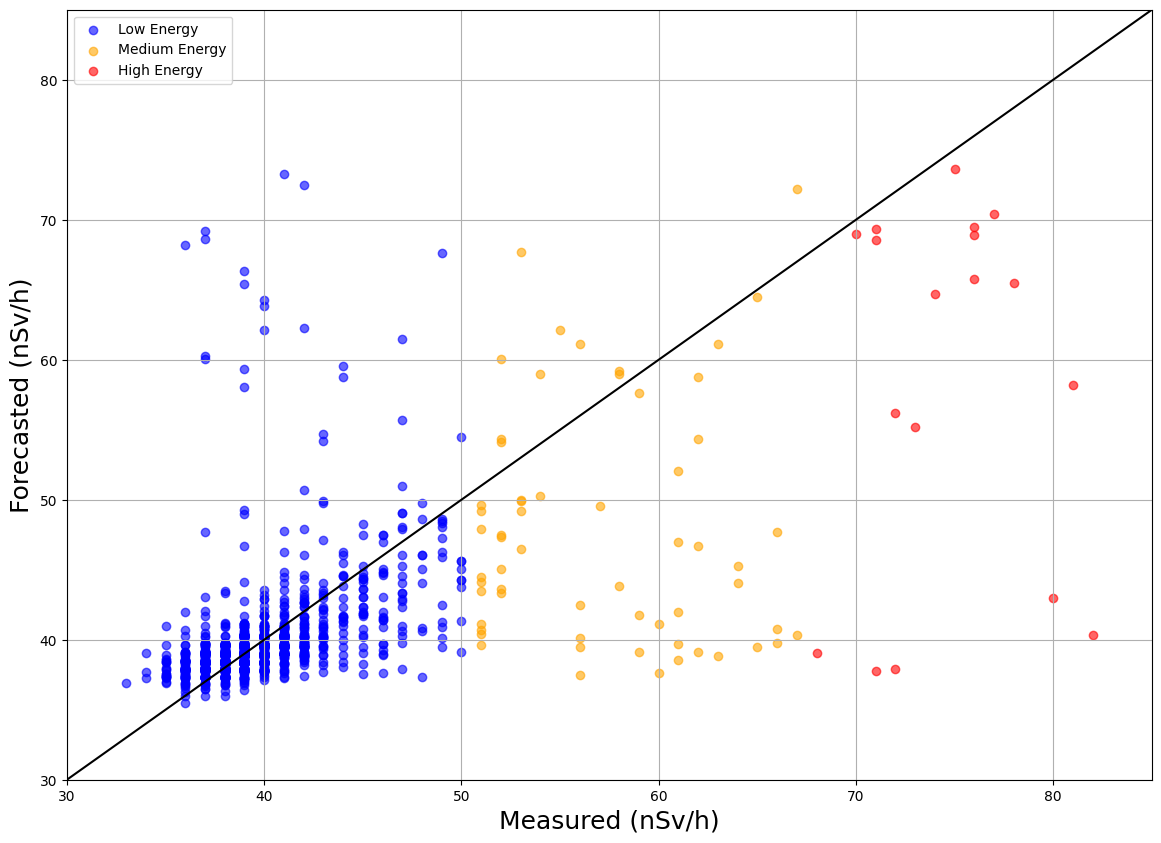 Low Energy
Medium Energy
High Energy
80
70
60
50
40
30
Forecasted (nSv/h)
30 40 50 60 70 80
Measured (nSv/h)